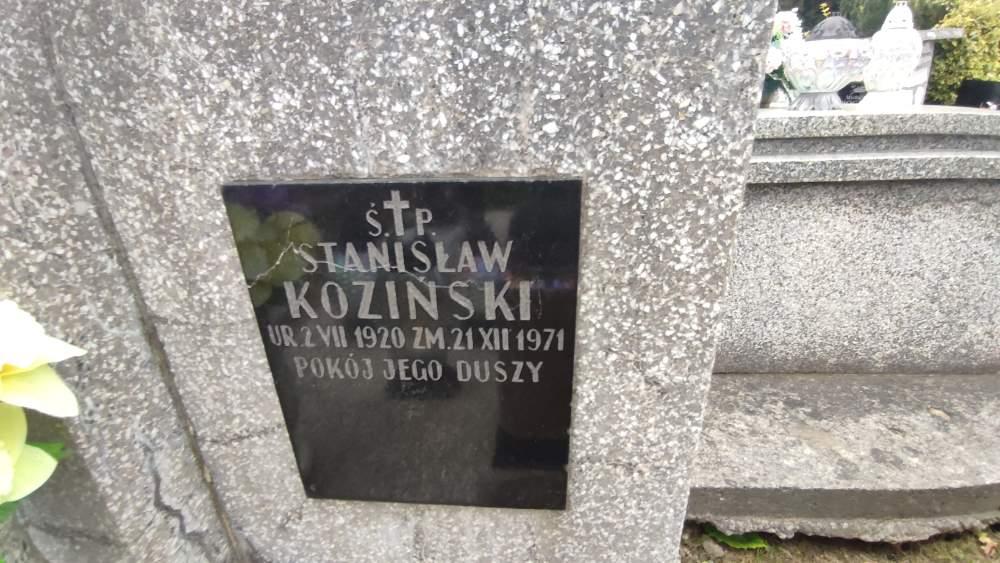 Ś.†P.
STANISŁAW
KOZIŃSKI
UR.2 VII 1920 ZM.21 XII 1971
POKÓJ JEGO DUSZY